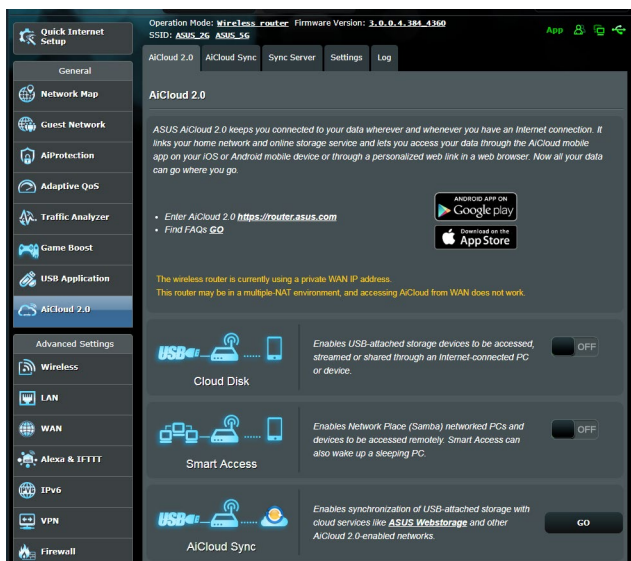 Quick Internet
Setup
Operation Mode: Wireless router Firmware Version: 3.0.0.4.384_4360
SSID: ASUS_2G ASUS_5G
App
AiCloud 2.0 AiCloud Sync Sync Server Settings Log
General
Network Map
Guest Network
AiProtection
Adaptive QoS
Traffic Analyzer
Game Boost
USB Application
AiCloud 2.0
Advanced Settings
Wireless
LAN
WAN
Alexa & IFTTT
IPv6
VPN
Firewall
AiCloud 2.0
ASUS AiCloud 2.0 keeps you connected to your data wherever and whenever you have an Internet connection. It
links your home network and online storage service and lets you access your data through the AiCloud mobile
app on your iOS or Android mobile device or through a personalized web link in a web browser. Now all your data
can go where you go.
• Enter AiCloud 2.0 https://router.asus.com
• Find FAQs GO
ANDROID APP ON
Google play
Download on the
App Store
The wireless router is currently using a private WAN IP address.
This router may be in a multiple-NAT environment, and accessing AiCloud from WAN does not work.
USB
Cloud Disk
Enables USB-attached storage devices to be accessed,
streamed or shared through an Internet-connected PC
or device.
OFF
Smart Access
Enables Network Place (Samba) networked PCs and
devices to be accessed remotely. Smart Access can
also wake up a sleeping PC.
OFF
USB
AiCloud Sync
Enables synchronization of USB-attached storage with
cloud services like ASUS Webstorage and other
AiCloud 2.0-enabled networks.
GO